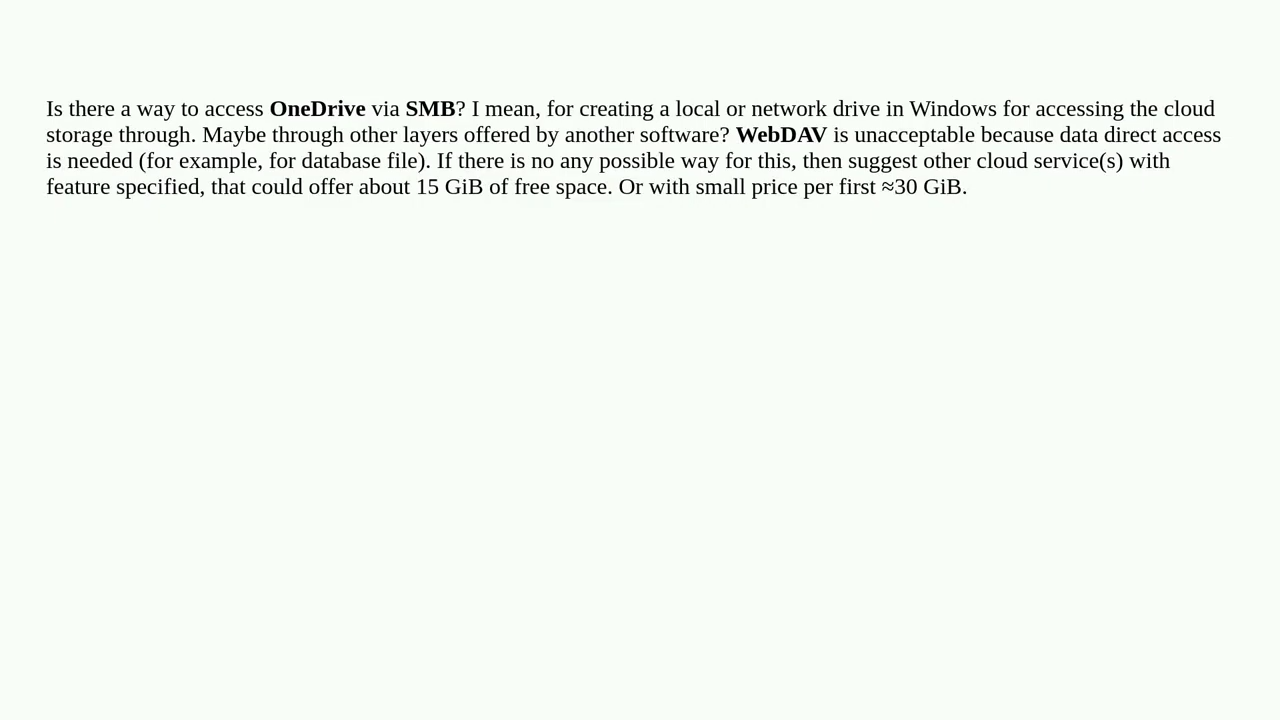 Is there a way to access OneDrive via SMB? I mean, for creating a local or network drive in Windows for accessing the cloud
storage through. Maybe through other layers offered by another software? WebDAV is unacceptable because data direct access
is needed (for example, for database file). If there is no any possible way for this, then suggest other cloud service(s) with
feature specified, that could offer about 15 GiB of free space. Or with small price per first ≈30 GiB.